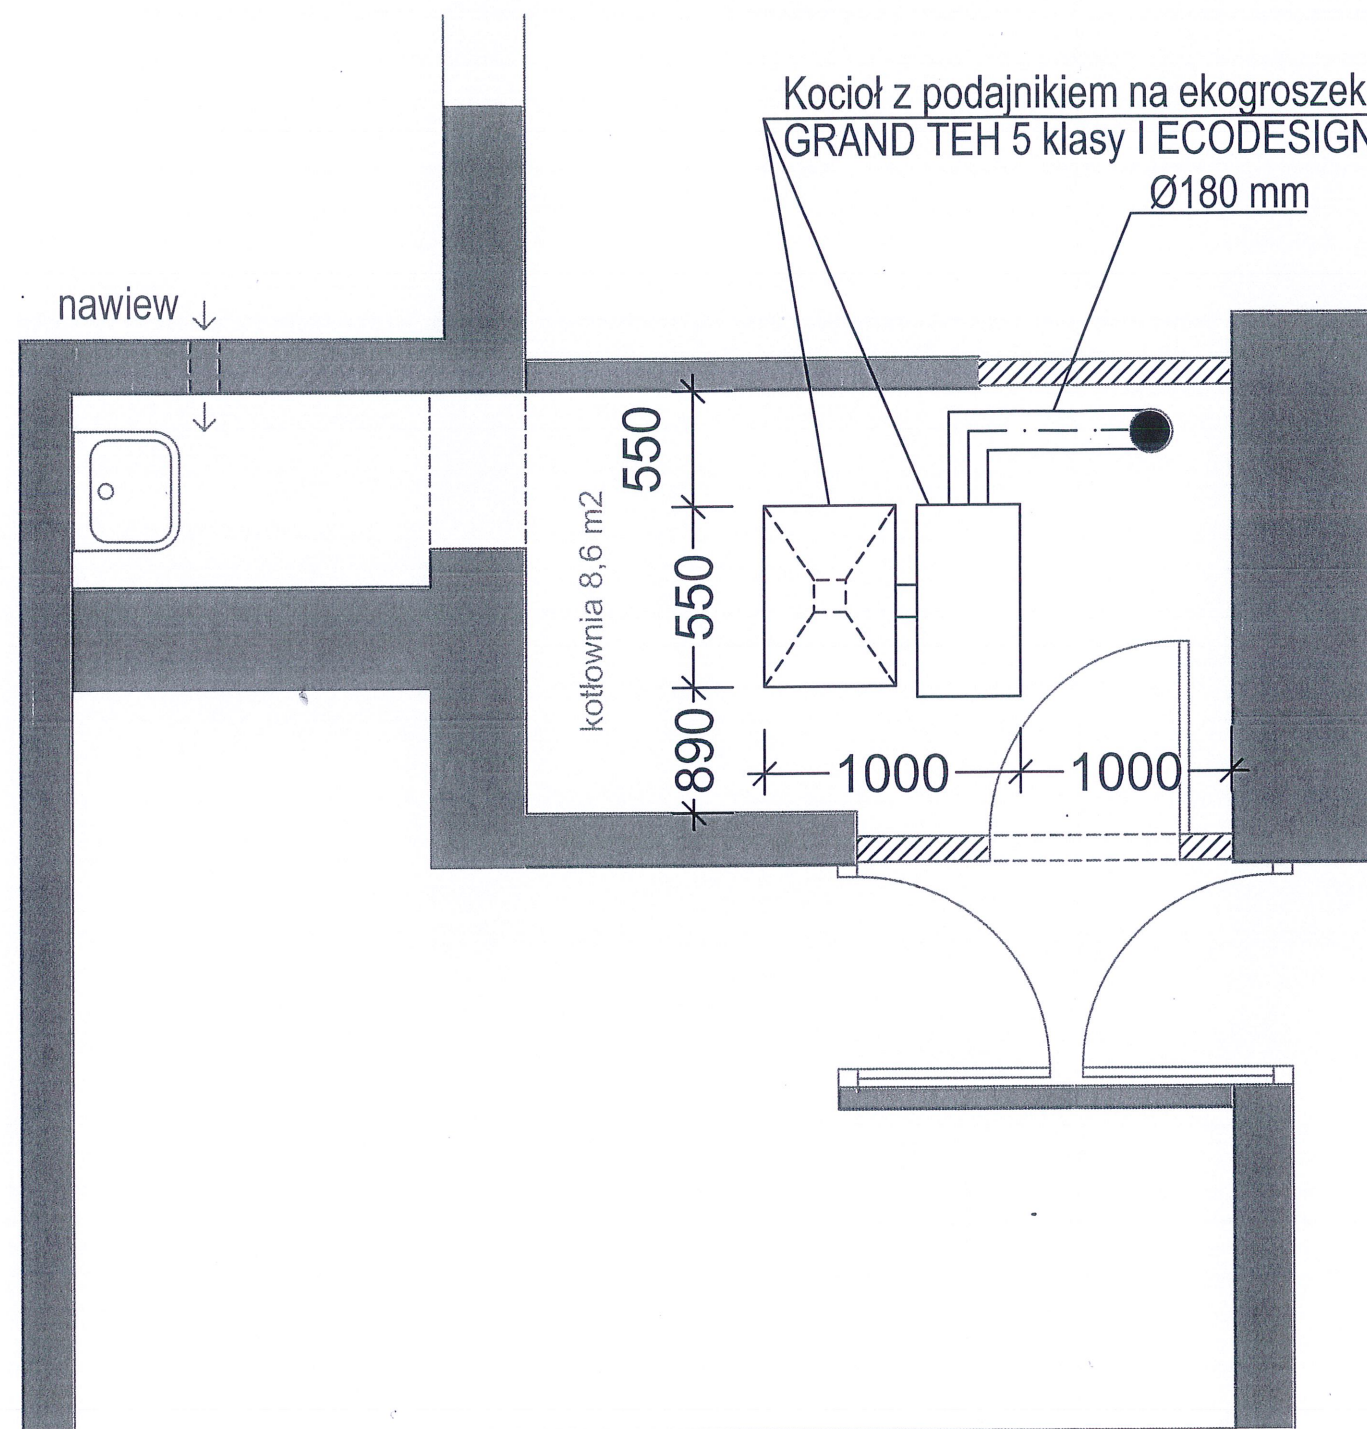 Kocioł z podajnikiem na ekogroszek
GRAND TEH 5 klasy I ECODESIGN
Ø180 mm
nawiew
550
kotłownia 8,6 m2
550
890
1000
1000